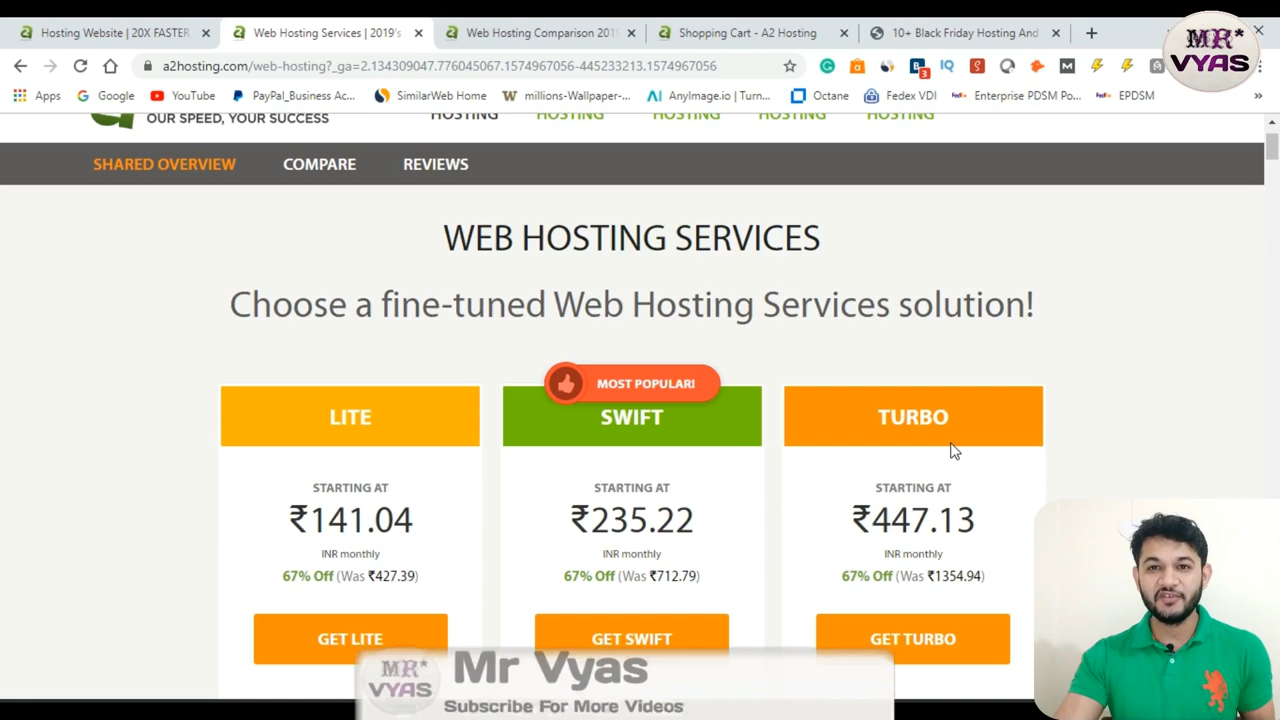 Hosting Website | 20X FASTER
Web Hosting Services | 2019's
Web Hosting Comparison 2019
Shopping Cart - A2 Hosting
10+ Black Friday Hosting And
a2hosting.com/web-hosting?_ga=2.134309047.776045067.1574967056-445233213.1574967056
Apps
Google
YouTube
PayPal_Business Ac...
SimilarWeb Home
millions-Wallpaper-...
AnyImage.io | Turn...
Octane
Fedex VDI
Enterprise PDSM Po...
EPDSM
MR*
VYAS
OUR SPEED, YOUR SUCCESS
HOSTING
HOSTING
HOSTING
HOSTING
HOSTING
SHARED OVERVIEW
COMPARE
REVIEWS
WEB HOSTING SERVICES
Choose a fine-tuned Web Hosting Services solution!
MOST POPULAR!
LITE
STARTING AT
₹141.04
INR monthly
67% Off (Was ₹427.39)
GET LITE
SWIFT
STARTING AT
₹235.22
INR monthly
67% Off (Was ₹712.79)
GET SWIFT
TURBO
STARTING AT
₹447.13
INR monthly
67% Off (Was ₹1354.94)
GET TURBO
MR*
VYAS
Mr Vyas
Subscribe For More Videos